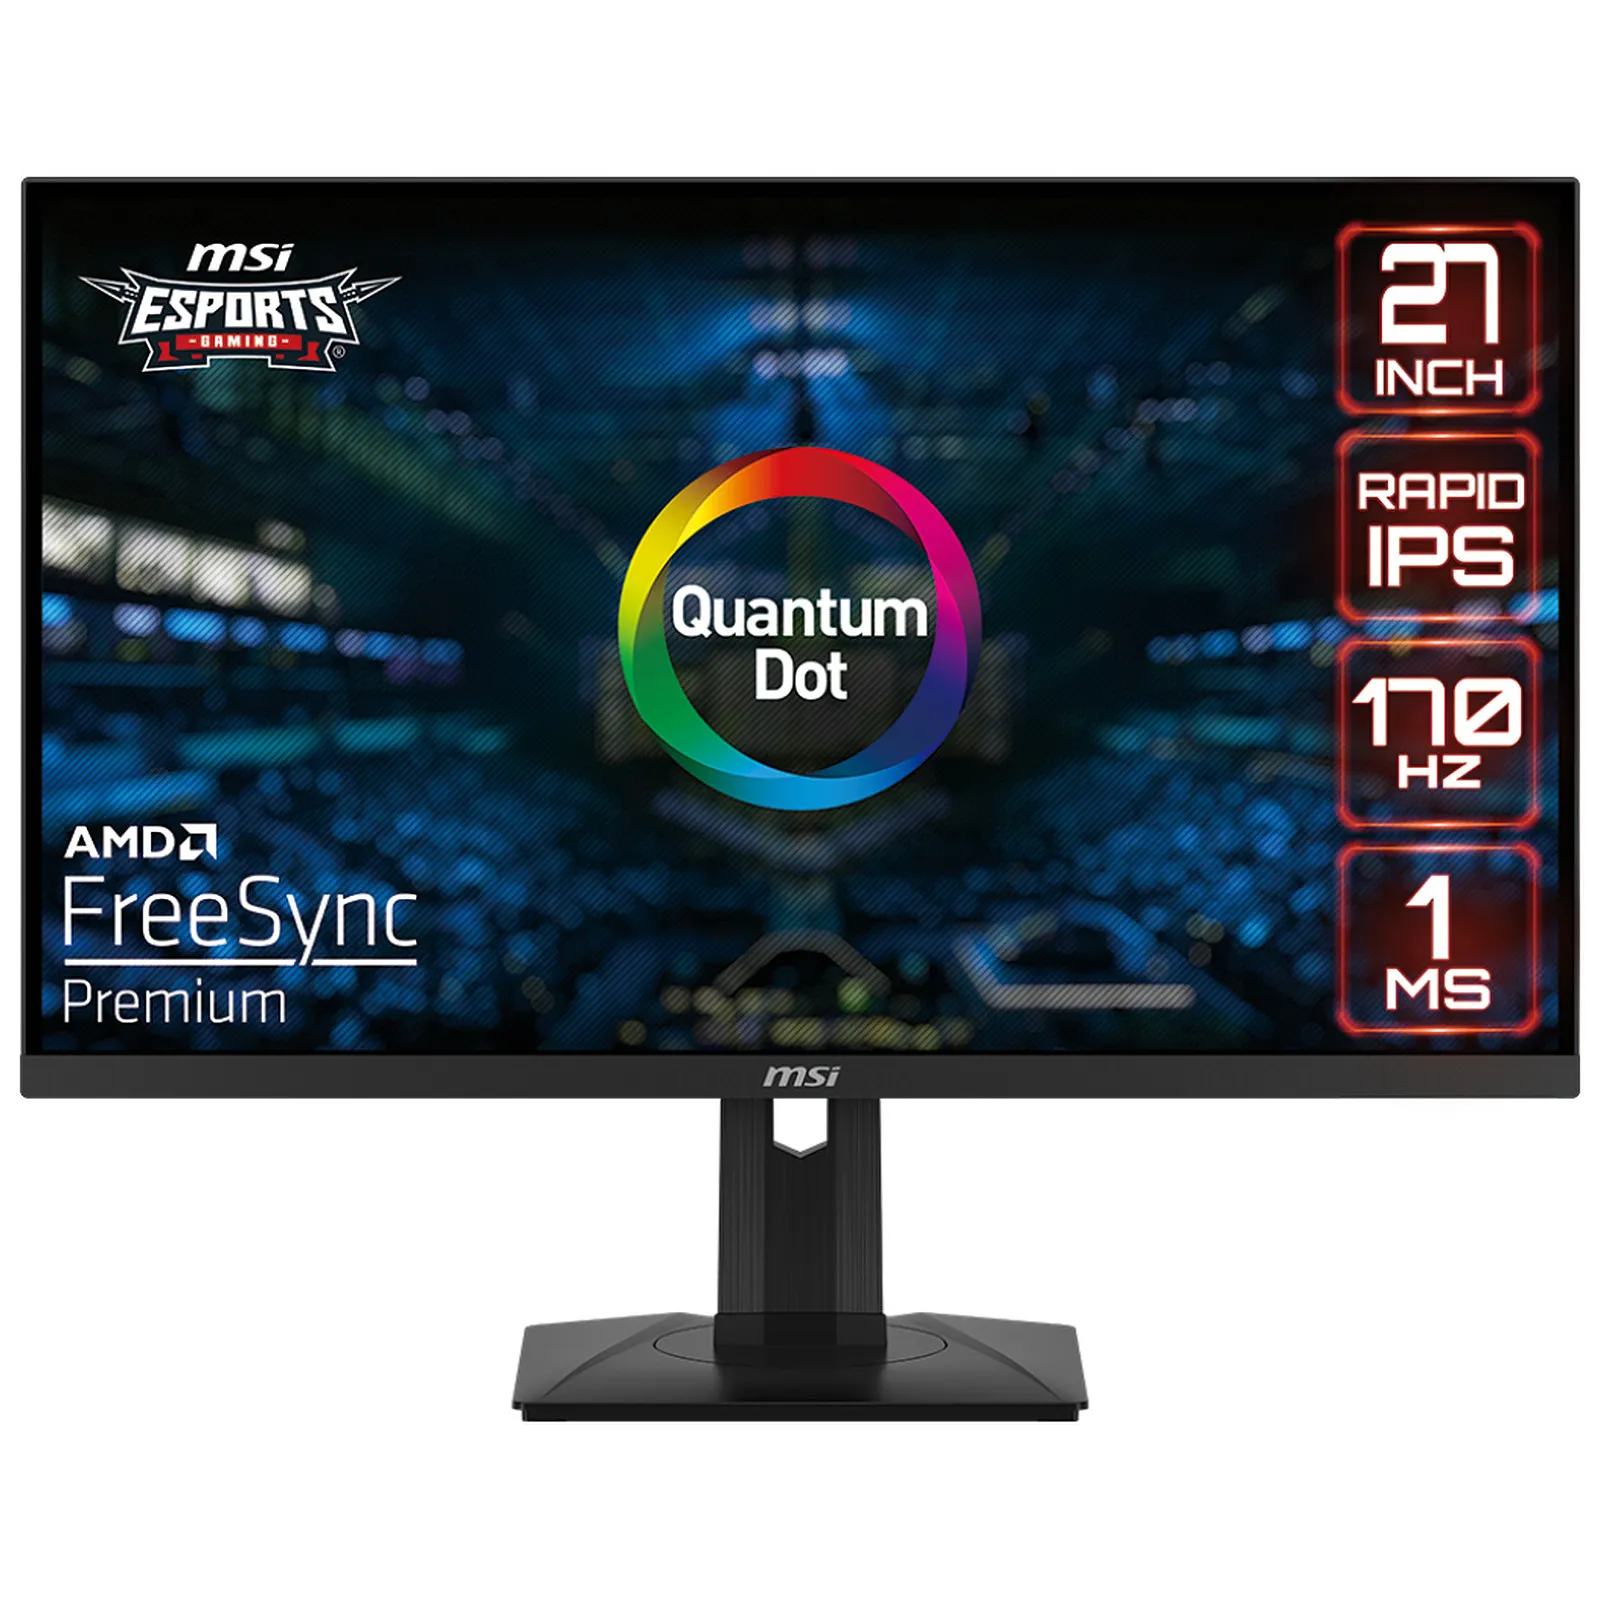 msi
ESPORTS
-GAMING-
®
27
INCH
RAPID
IPS
170
HZ
1
MS
Quantum
Dot
AMD
FreeSync
Premium
msi